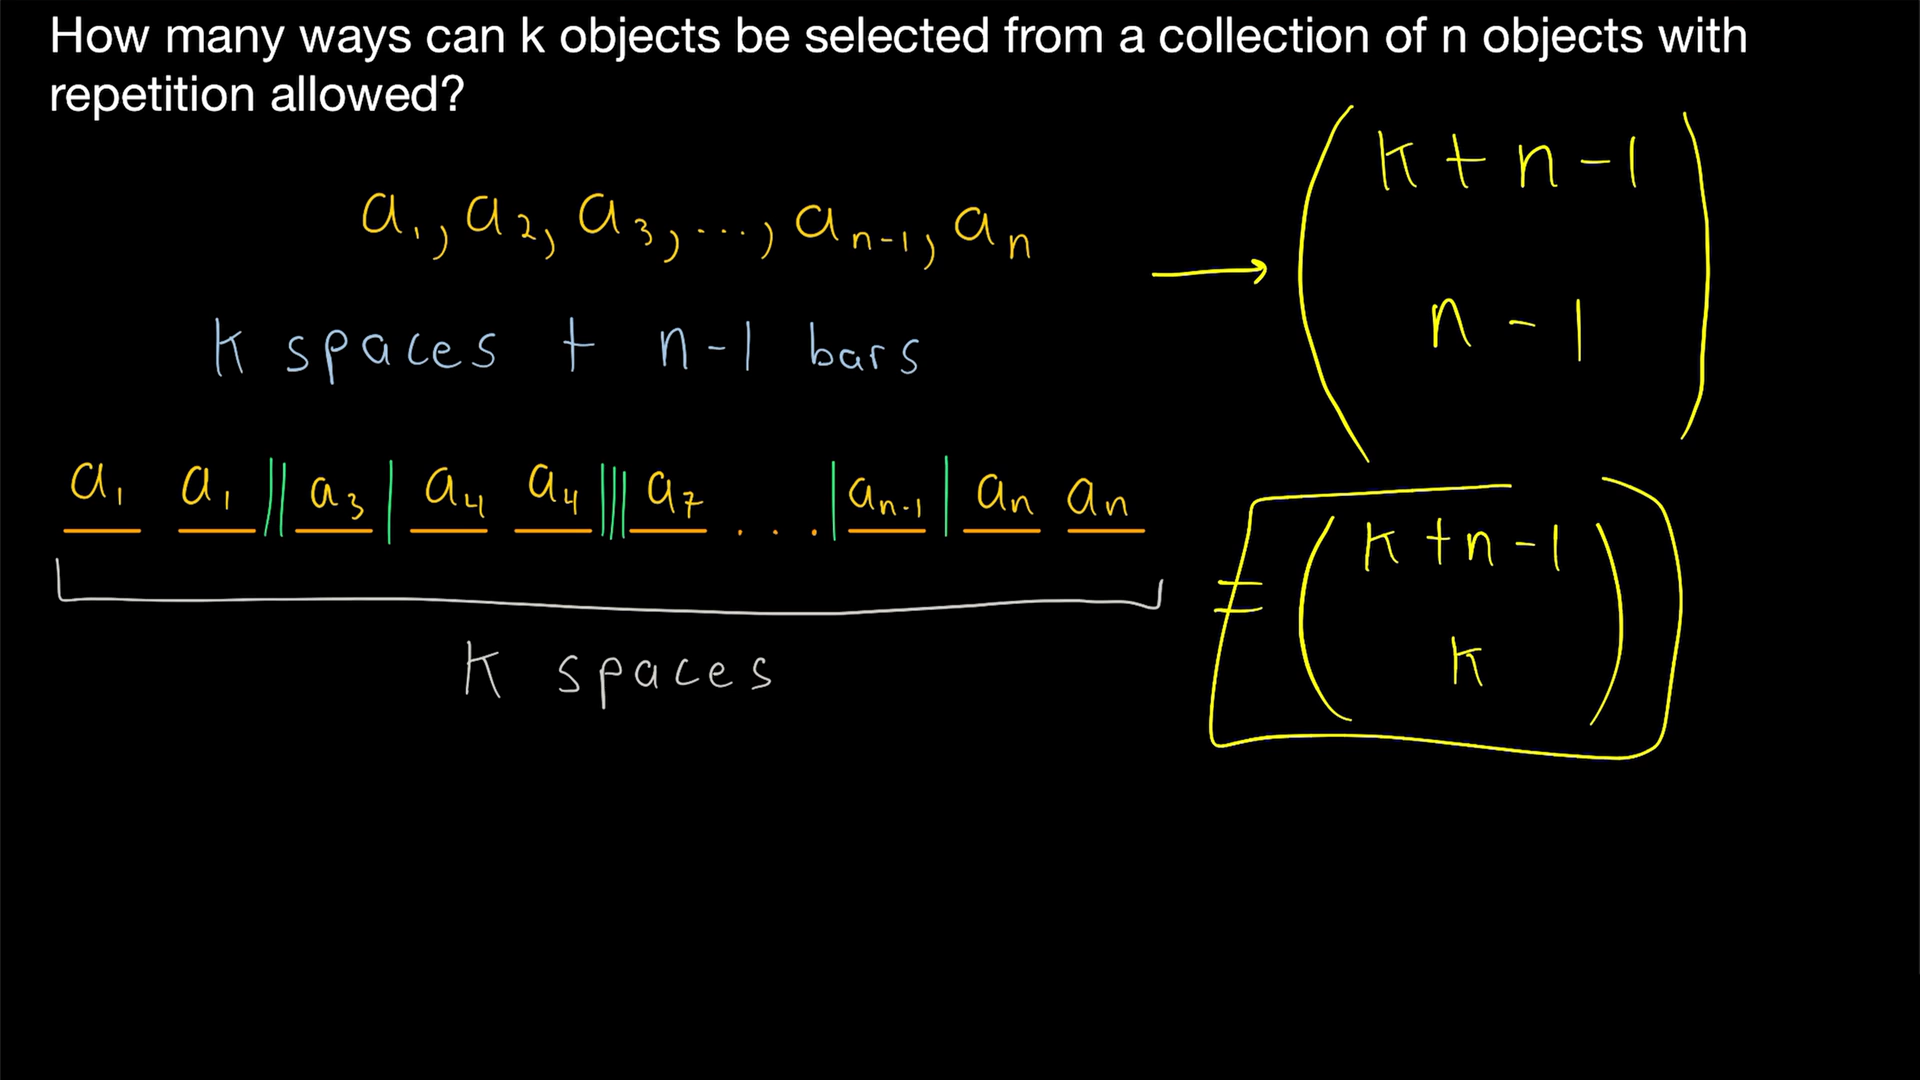 How many ways can k objects be selected from a collection of n objects with
repetition allowed?
a₁, a₂, a₃, ..., aₙ₋₁, aₙ
k spaces + n-1 bars
a₁ a₁ || a₃ | a₄ a₄ ||| a₇ ... | aₙ₋₁ | aₙ aₙ
k spaces
→ (k+n-1
n-1)
= (k+n-1
k)